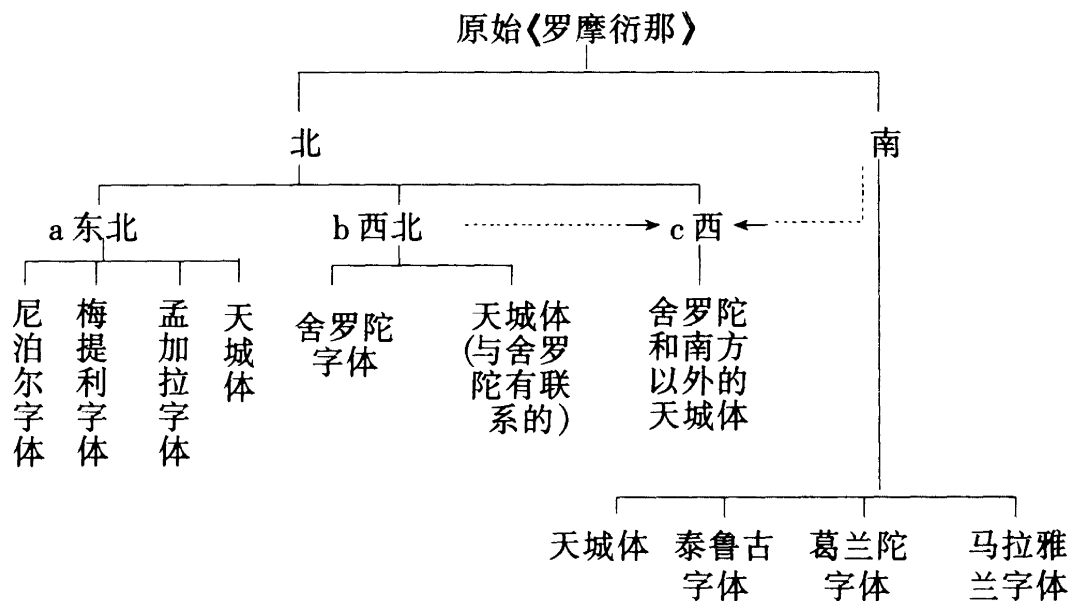 原始《罗摩衍那》
北
南
a 东北
b 西北
c 西
尼泊尔字体
梅提利字体
孟加拉字体
天城体
舍罗陀
字体
天城体
(与舍罗
陀有联
系的)
舍罗陀
和南方
以外的
天城体
天城体
泰鲁古
字体
葛兰陀
字体
马拉雅
兰字体